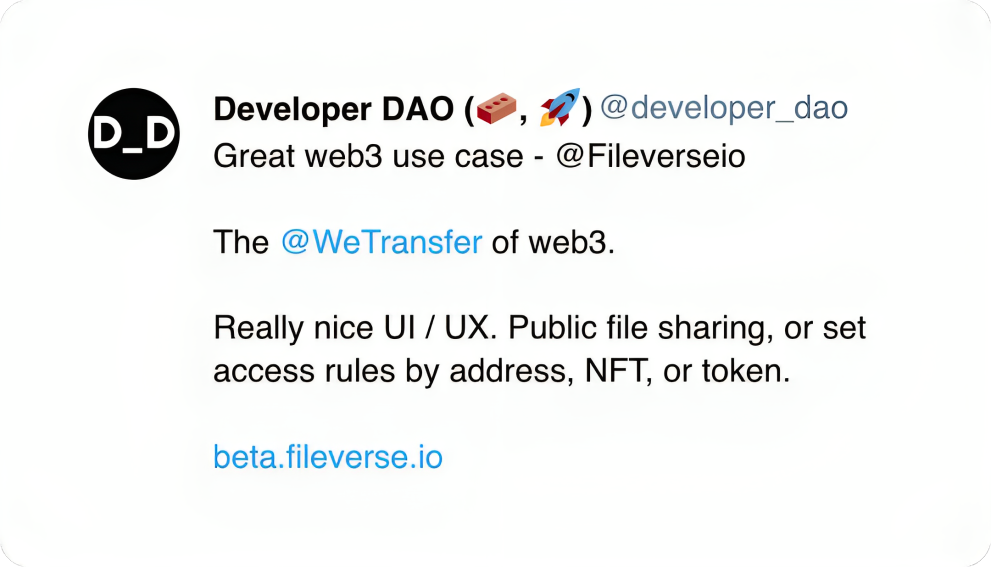 D_D
Developer DAO (🧱, 🚀) @developer_dao
Great web3 use case - @Fileverseio
The @WeTransfer of web3.
Really nice UI / UX. Public file sharing, or set
access rules by address, NFT, or token.
beta.fileverse.io